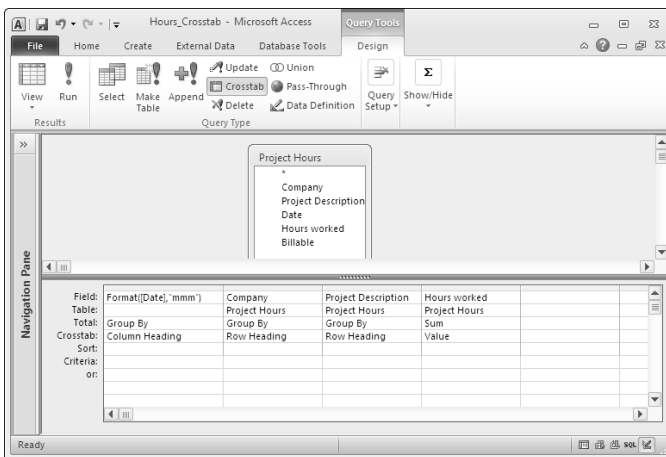 Hours_Crosstab - Microsoft Access
Query Tools
File Home Create External Data Database Tools Design
View
Run
Results
Select
Make Table
Append
Update
Crosstab
Delete
Union
Pass-Through
Data Definition
Query Type
Query Setup
Show/Hide
Navigation Pane
Project Hours
*
Company
Project Description
Date
Hours worked
Billable
Field: Format([Date],"mmm") Company Project Description Hours worked
Table: Project Hours Project Hours Project Hours
Total: Group By Group By Group By Sum
Crosstab: Column Heading Row Heading Row Heading Value
Sort:
Criteria:
or:
Ready
SQL